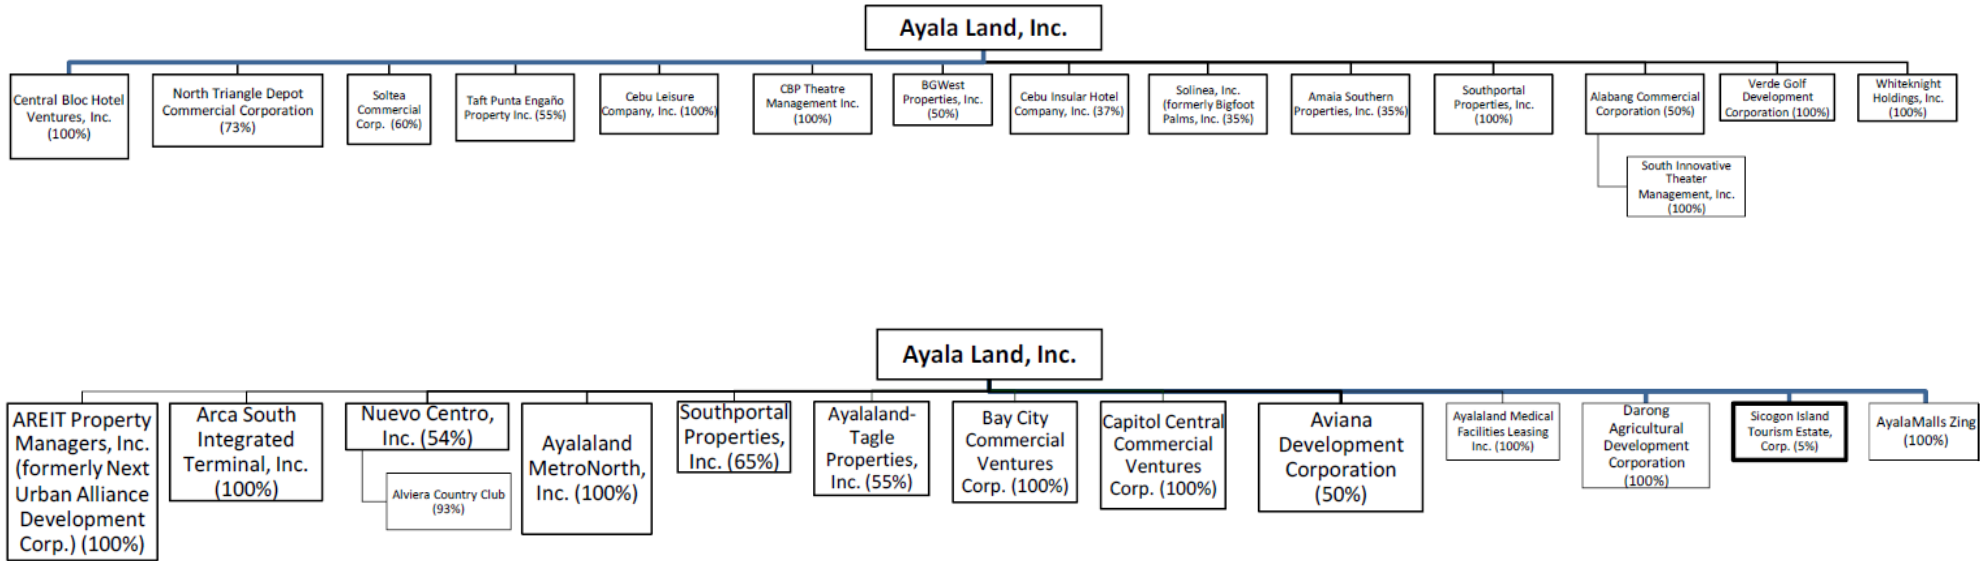 Ayala Land, Inc.
Central Bloc Hotel
Ventures, Inc.
(100%)
North Triangle Depot
Commercial Corporation
(73%)
Soltea
Commercial
Corp. (60%)
Taft Punta Engaño
Property Inc. (55%)
Cebu Leisure
Company, Inc. (100%)
CBP Theatre
Management Inc.
(100%)
BGWest
Properties, Inc.
(50%)
Cebu Insular Hotel
Company, Inc. (37%)
Solinea, Inc.
(formerly Bigfoot
Palms, Inc. (35%)
Amaia Southern
Properties, Inc. (35%)
Southportal
Properties, Inc.
(100%)
Alabang Commercial
Corporation (50%)
Verde Golf
Development
Corporation (100%)
Whiteknight
Holdings, Inc.
(100%)
South Innovative
Theater
Management, Inc.
(100%)
Ayala Land, Inc.
AREIT Property
Managers, Inc.
(formerly Next
Urban Alliance
Development
Corp.) (100%)
Arca South
Integrated
Terminal, Inc.
(100%)
Nuevo Centro,
Inc. (54%)
Alviera Country Club
(93%)
Ayalaland
MetroNorth,
Inc. (100%)
Southportal
Properties,
Inc. (65%)
Ayalaland-
Tagle
Properties,
Inc. (55%)
Bay City
Commercial
Ventures
Corp. (100%)
Capitol Central
Commercial
Ventures
Corp. (100%)
Aviana
Development
Corporation
(50%)
Ayalaland Medical
Facilities Leasing
Inc. (100%)
Darong
Agricultural
Development
Corporation
(100%)
Sicogon Island
Tourism Estate,
Corp. (5%)
AyalaMalls Zing
(100%)